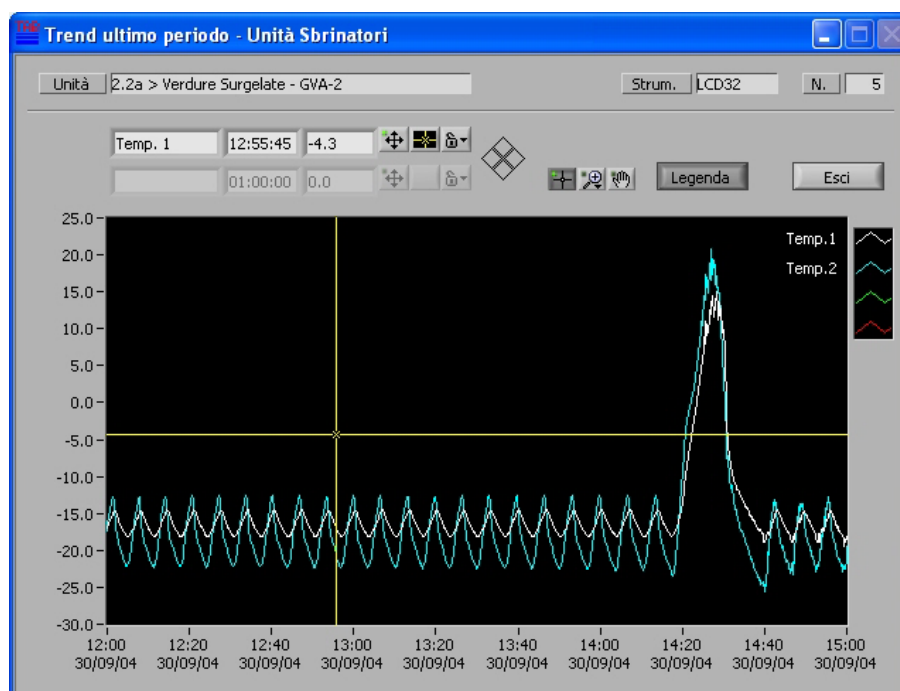 Trend ultimo periodo - Unità Sbrinatori
Unità 2.2a > Verdure Surgelate - GVA-2 Strum. LCD32 N. 5
Temp. 1 12:55:45 -4.3
01:00:00 0.0 Legenda Esci
Temp.1
Temp.2
25.0
20.0
15.0
10.0
5.0
0.0
-5.0
-10.0
-15.0
-20.0
-25.0
-30.0
12:00 12:20 12:40 13:00 13:20 13:40 14:00 14:20 14:40 15:00
30/09/04 30/09/04 30/09/04 30/09/04 30/09/04 30/09/04 30/09/04 30/09/04 30/09/04 30/09/04